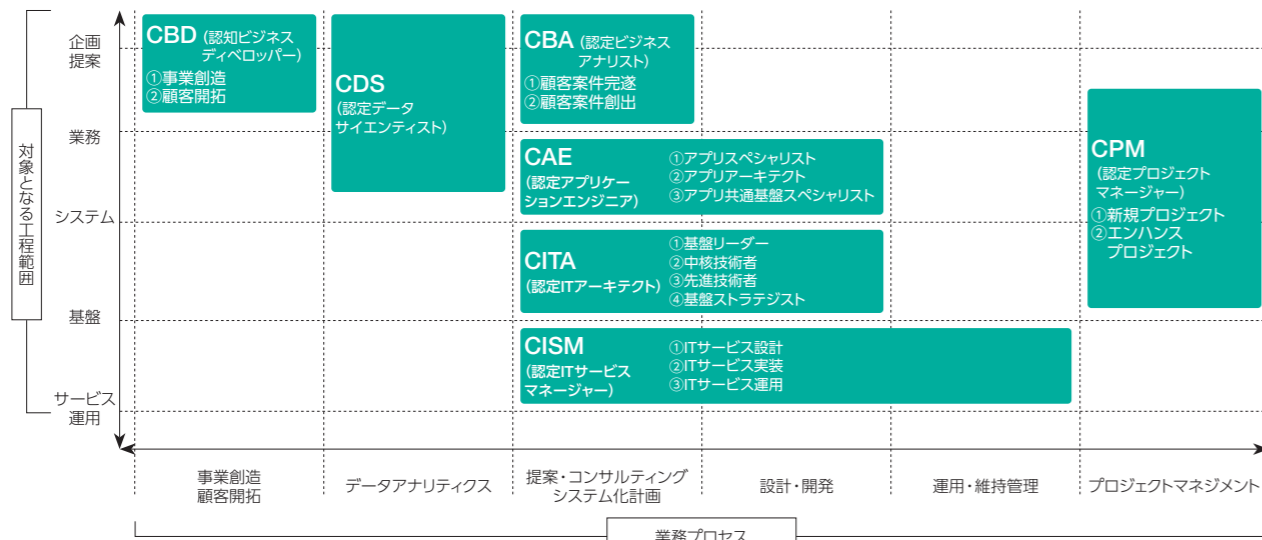 対象となる工程範囲
企画
提案
業務
システム
基盤
サービス
運用
CBD (認知ビジネス
ディベロッパー)
①事業創造
②顧客開拓
CDS
(認定データ
サイエンティスト)
CBA (認定ビジネス
アナリスト)
①顧客案件完遂
②顧客案件創出
CAE
(認定アプリケー
ションエンジニア)
①アプリスペシャリスト
②アプリアーキテクト
③アプリ共通基盤スペシャリスト
CITA
(認定ITアーキテクト)
①基盤リーダー
②中核技術者
③先進技術者
④基盤ストラテジスト
CISM
(認定ITサービス
マネージャー)
①ITサービス設計
②ITサービス実装
③ITサービス運用
CPM
(認定プロジェクト
マネージャー)
①新規プロジェクト
②エンハンス
プロジェクト
事業創造
顧客開拓
データアナリティクス
提案・コンサルティング
システム化計画
設計・開発
運用・維持管理
プロジェクトマネジメント
業務プロセス